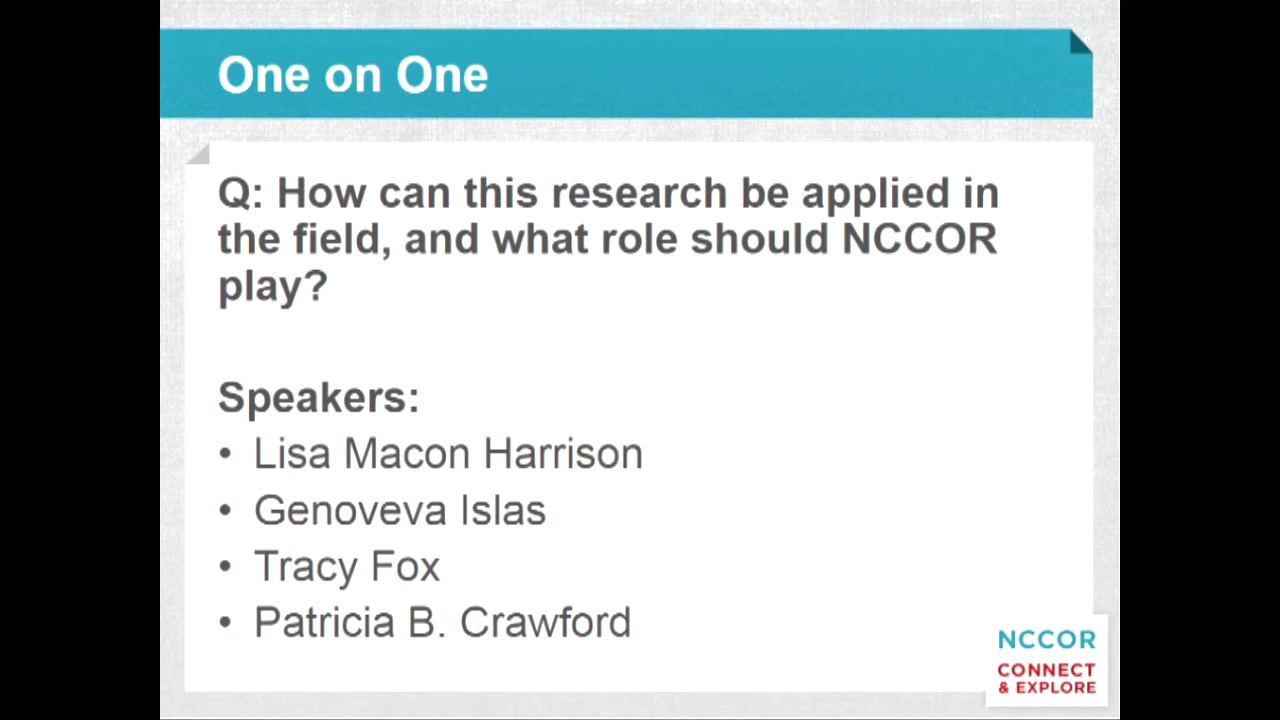 One on One
Q: How can this research be applied in
the field, and what role should NCCOR
play?
Speakers:
• Lisa Macon Harrison
• Genoveva Islas
• Tracy Fox
• Patricia B. Crawford
NCCOR
CONNECT
& EXPLORE